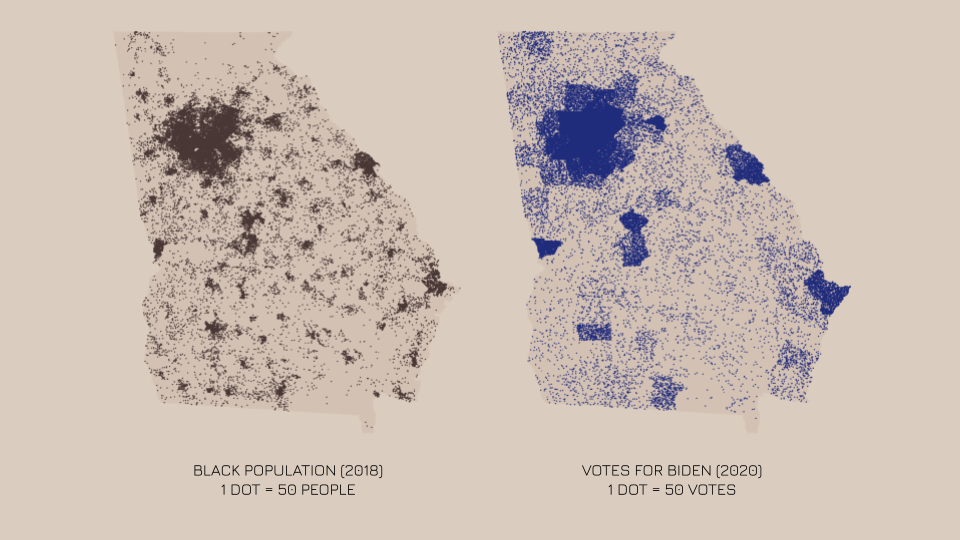 BLACK POPULATION (2018)
1 DOT = 50 PEOPLE
VOTES FOR BIDEN (2020)
1 DOT = 50 VOTES